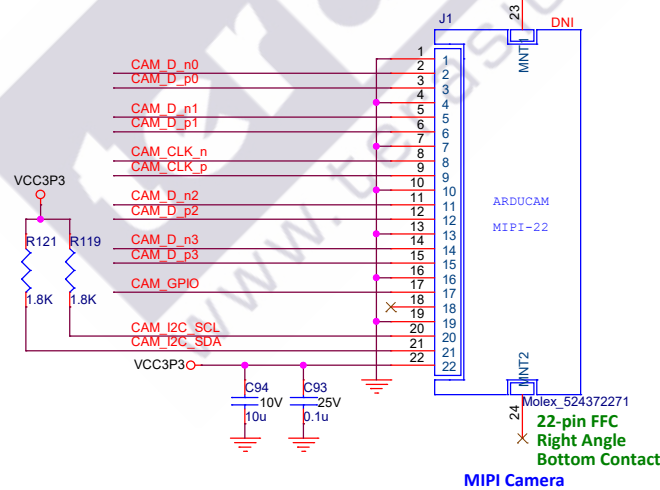 J1
DNI
23
MNT1
CAM_D_n0
CAM_D_p0
CAM_D_n1
CAM_D_p1
CAM_CLK_n
CAM_CLK_p
CAM_D_n2
CAM_D_p2
CAM_D_n3
CAM_D_p3
CAM_GPIO
CAM_I2C_SCL
CAM_I2C_SDA
VCC3P3
1 1
2 2
3 3
4 4
5 5
6 6
7 7
8 8
9 9
10 10
11 11
12 12
13 13
14 14
15 15
16 16
17 17
18 18
19 19
20 20
21 21
22 22
ARDUCAM
MIPI-22
VCC3P3
R121 R119
1.8K 1.8K
C94 C93
10V 25V
10u 0.1u
MNT2
24
Molex_524372271
22-pin FFC
Right Angle
Bottom Contact
MIPI Camera
www.terasic